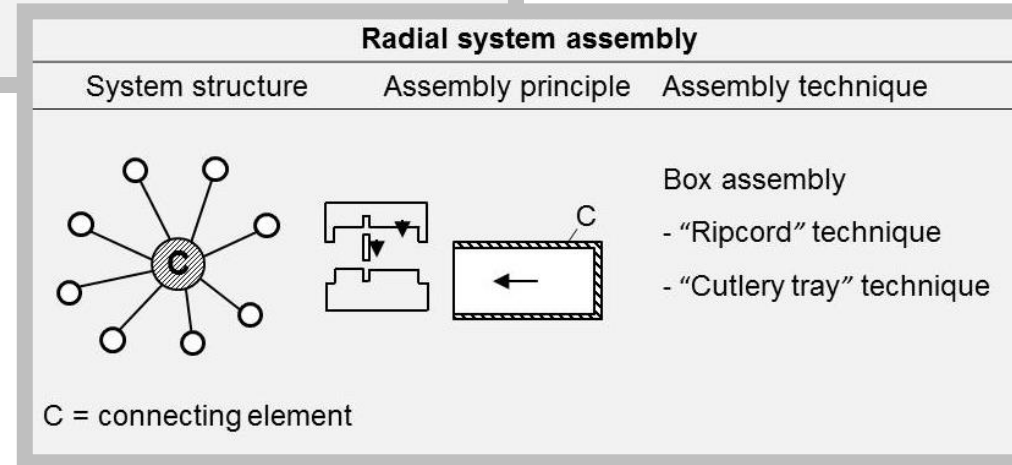 Radial system assembly
System structure Assembly principle Assembly technique
Box assembly
- “Ripcord” technique
- “Cutlery tray” technique
C
C
C = connecting element